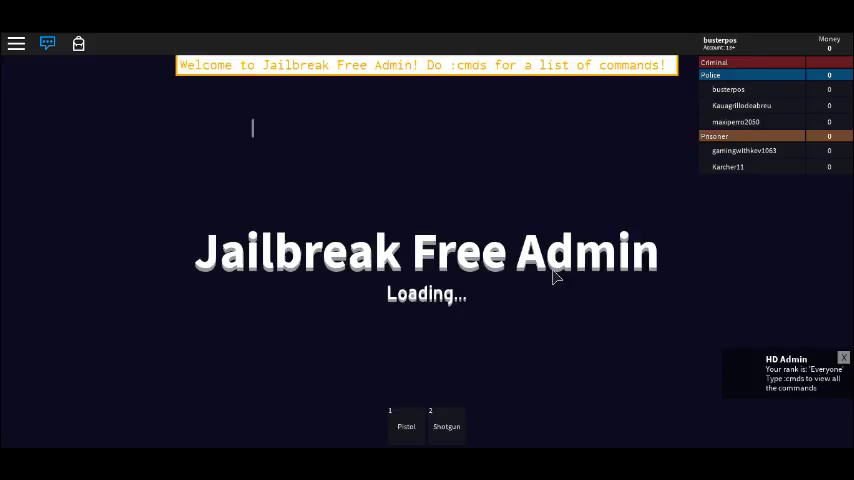 busterpos
Account: 13+
Money
0
Welcome to Jailbreak Free Admin! Do :cmds for a list of commands!
Criminal
Police 0
busterpos 0
Kauagrillodeabreu 0
maxiperro2050 0
Prisoner 0
gamingwithkev1063 0
Karcher11 0
Jailbreak Free Admin
Loading...
HD Admin X
Your rank is: 'Everyone'
Type :cmds to view all
the commands
1 2
Pistol Shotgun